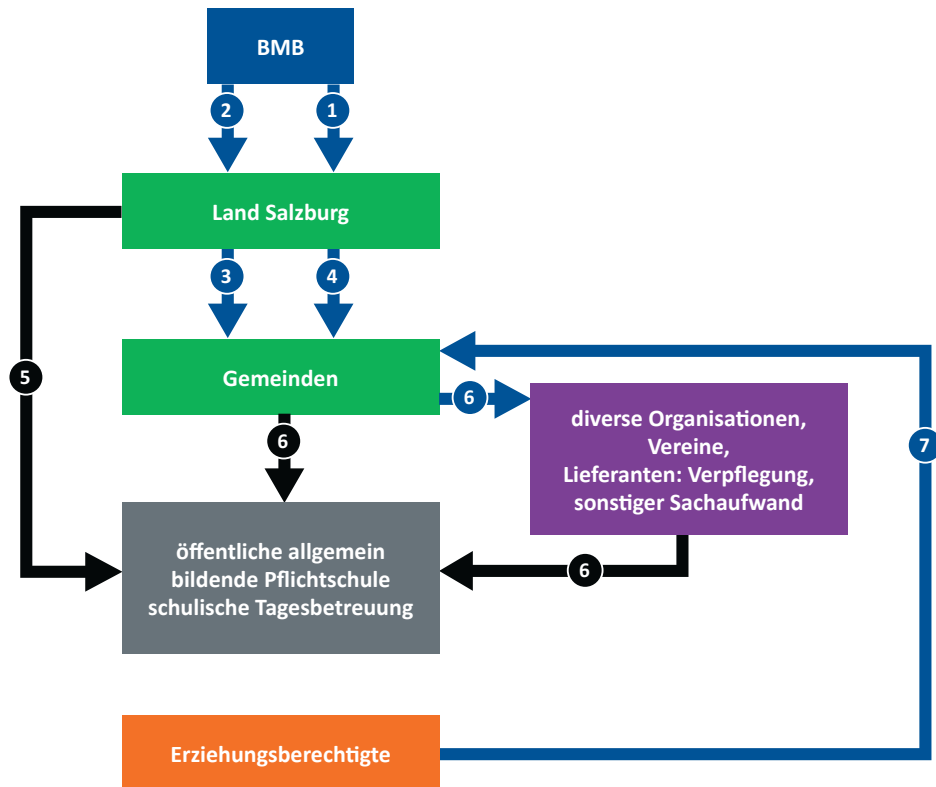 BMB
2
1
Land Salzburg
3
4
Gemeinden
5
6
6
7
diverse Organisationen,
Vereine,
Lieferanten: Verpflegung,
sonstiger Sachaufwand
öffentliche allgemein
bildende Pflichtschule
schulische Tagesbetreuung
6
Erziehungsberechtigte